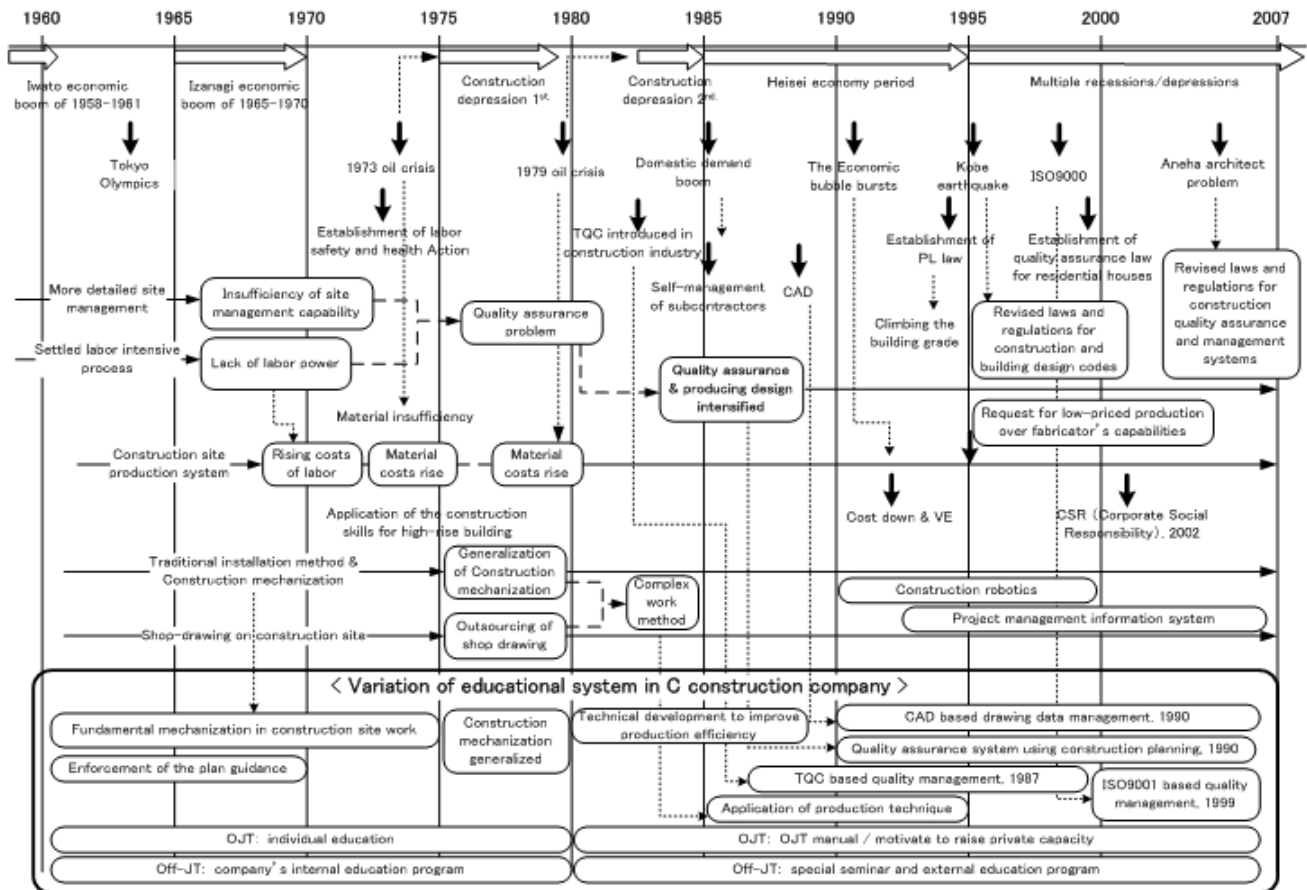 1960 1965 1970 1975 1980 1985 1990 1995 2000 2007
Iwato economic
boom of 1958-1961
Izanagi economic
boom of 1965-1970
Construction
depression 1st.
Construction
depression 2nd.
Heisei economy period
Multiple recessions/depressions
Tokyo
Olympics
1973 oil crisis
1979 oil crisis
Domestic demand
boom
The Economic
bubble bursts
Kobe
earthquake
ISO9000
Aneha architect
problem
Establishment of labor
safety and health Action
TQC introduced in
construction industry
Establishment of
PL law
Establishment of
quality assurance law
for residential houses
Revised laws and
regulations for
construction
quality assurance
and management
systems
More detailed site
management
Insufficiency of site
management capability
Quality assurance
problem
Self-management
of subcontractors
CAD
Climbing the
building grade
Revised laws and
regulations for
construction and
building design codes
Settled labor intensive
process
Lack of labor power
Quality assurance
& producing design
intensified
Material insufficiency
Request for low-priced production
over fabricator's capabilities
Construction site
production system
Rising costs
of labor
Material
costs rise
Material
costs rise
Cost down & VE
CSR (Corporate Social
Responsibility), 2002
Application of the construction
skills for high-rise building
Traditional installation method &
Construction mechanization
Generalization
of Construction
mechanization
Complex
work
method
Construction robotics
Project management information system
Shop-drawing on construction site
Outsourcing of
shop drawing
< Variation of educational system in C construction company >
Fundamental mechanization in construction site work
Construction
mechanization
generalized
Technical development to improve
production efficiency
CAD based drawing data management, 1990
Quality assurance system using construction planning, 1990
Enforcement of the plan guidance
TQC based quality management, 1987
ISO9001 based quality
management, 1999
Application of production technique
OJT: individual education
OJT: OJT manual / motivate to raise private capacity
Off-JT: company's internal education program
Off-JT: special seminar and external education program